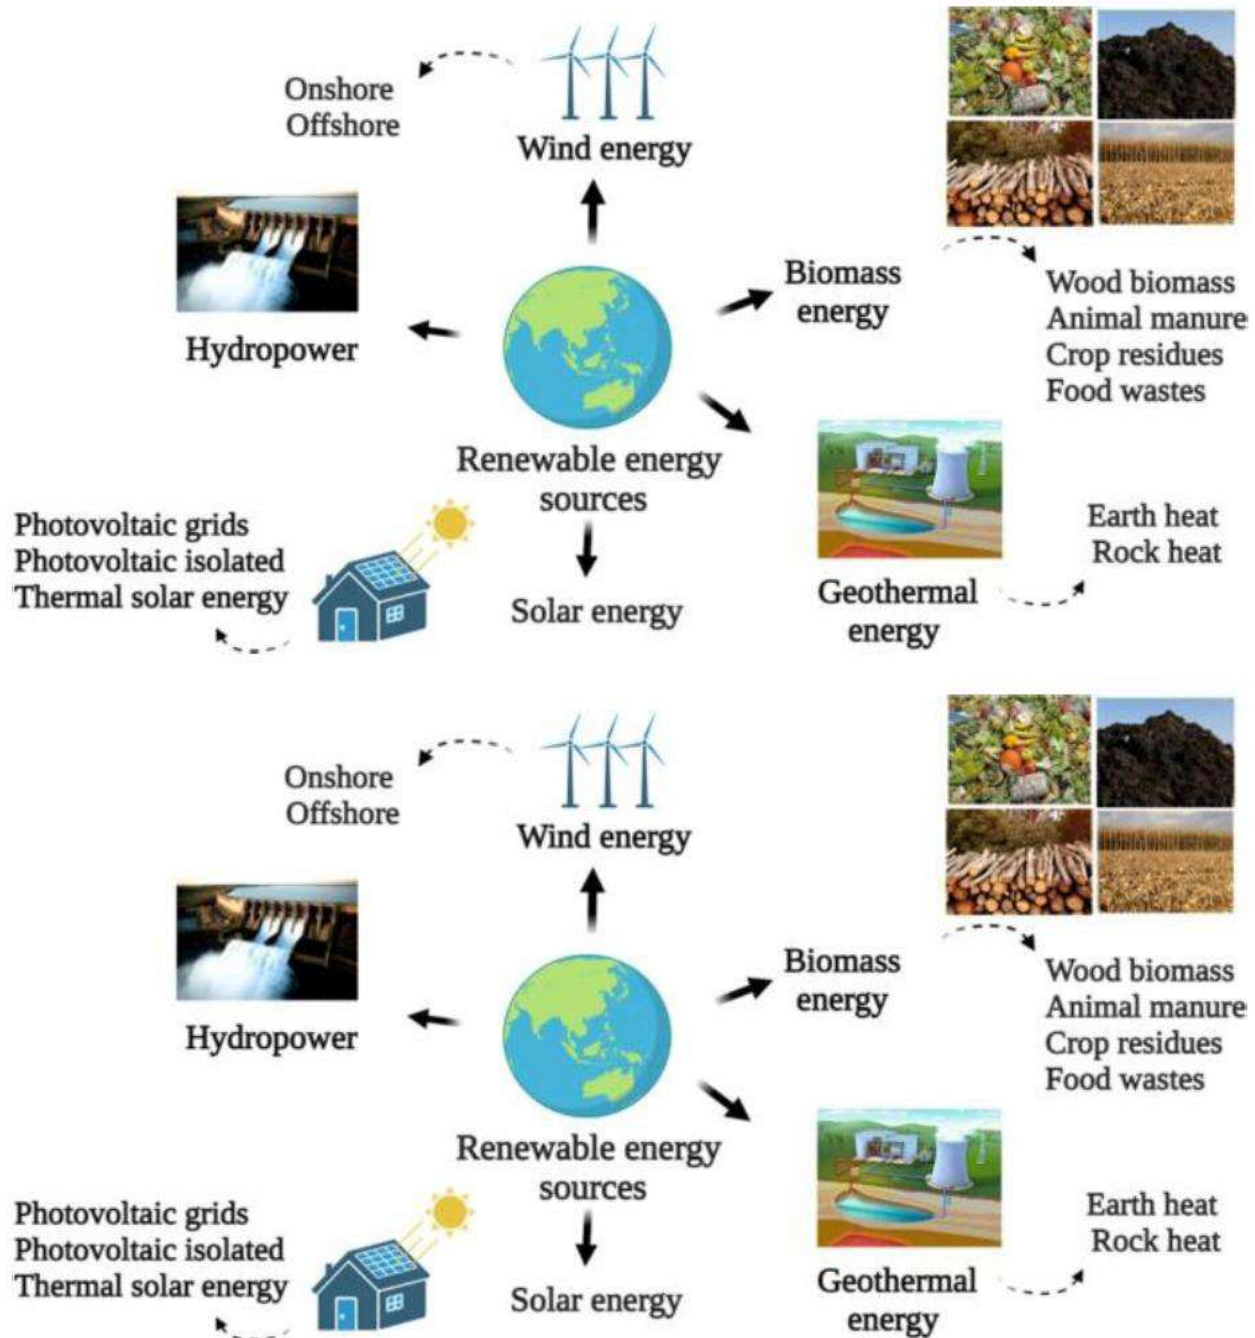 Onshore
Offshore
Wind energy
Hydropower
Biomass
energy
Wood biomass
Animal manure
Crop residues
Food wastes
Renewable energy
sources
Photovoltaic grids
Photovoltaic isolated
Thermal solar energy
Solar energy
Geothermal
energy
Earth heat
Rock heat
Onshore
Offshore
Wind energy
Hydropower
Biomass
energy
Wood biomass
Animal manure
Crop residues
Food wastes
Renewable energy
sources
Photovoltaic grids
Photovoltaic isolated
Thermal solar energy
Solar energy
Geothermal
energy
Earth heat
Rock heat